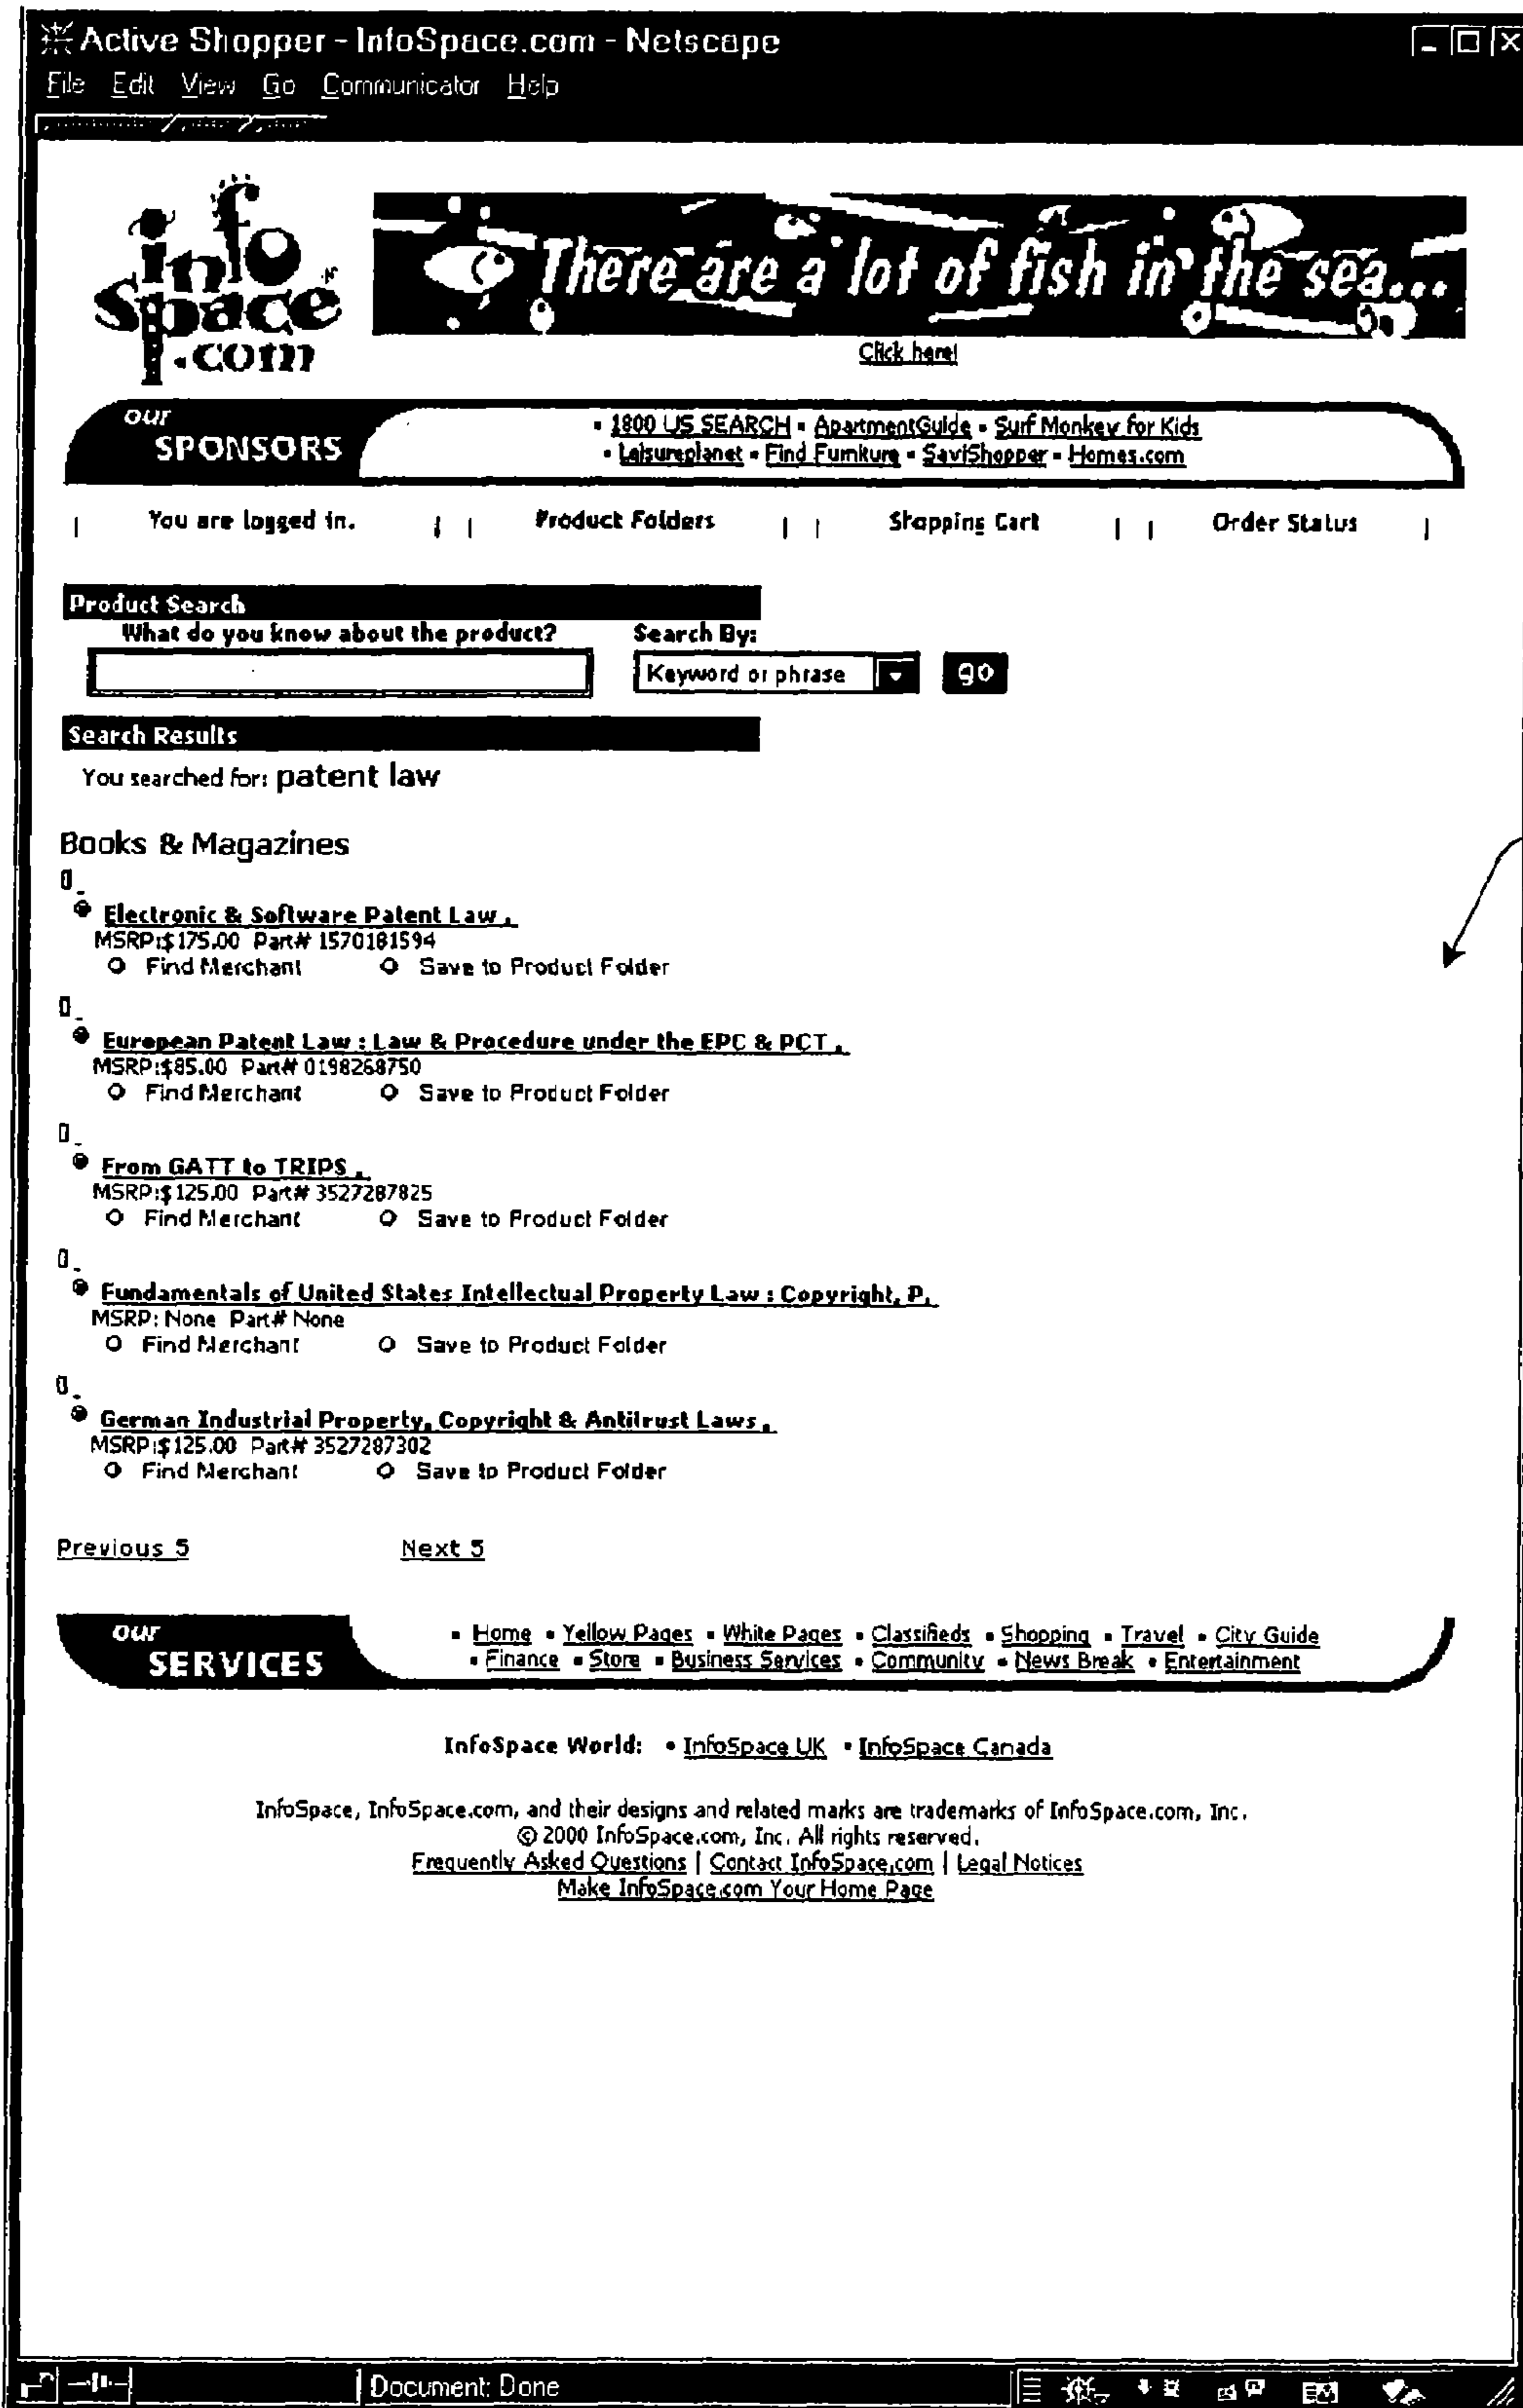 Active Shopper - InfoSpace.com - Netscape
File Edit View Go Communicator Help
info
space
.com
There are a lot of fish in the sea...
Click here!
our
SPONSORS
▪ 1800 US SEARCH ▪ ApartmentGuide ▪ Surf Monkey for Kids
▪ Leisureplanet ▪ Find Furniture ▪ SaviShopper ▪ Homes.com
| You are logged in. | | Product Folders | | Shopping Cart | | Order Status |
Product Search
What do you know about the product? Search By:
Keyword or phrase go
Search Results
You searched for: patent law
Books & Magazines
Electronic & Software Patent Law .
MSRP:$175.00 Part# 1570181594
Find Merchant Save to Product Folder
European Patent Law : Law & Procedure under the EPC & PCT .
MSRP:$85.00 Part# 0198268750
Find Merchant Save to Product Folder
From GATT to TRIPS .
MSRP:$125.00 Part# 3527287825
Find Merchant Save to Product Folder
Fundamentals of United States Intellectual Property Law : Copyright, P.
MSRP: None Part# None
Find Merchant Save to Product Folder
German Industrial Property, Copyright & Antitrust Laws .
MSRP:$125.00 Part# 3527287302
Find Merchant Save to Product Folder
Previous 5 Next 5
our
SERVICES
▪ Home ▪ Yellow Pages ▪ White Pages ▪ Classifieds ▪ Shopping ▪ Travel ▪ City Guide
▪ Finance ▪ Store ▪ Business Services ▪ Community ▪ News Break ▪ Entertainment
InfoSpace World: ▪ InfoSpace UK ▪ InfoSpace Canada
InfoSpace, InfoSpace.com, and their designs and related marks are trademarks of InfoSpace.com, Inc.
© 2000 InfoSpace.com, Inc. All rights reserved.
Frequently Asked Questions | Contact InfoSpace.com | Legal Notices
Make InfoSpace.com Your Home Page
Document: Done